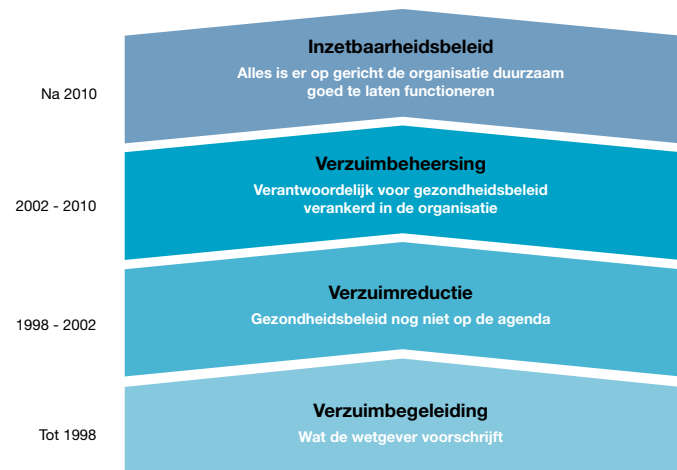 Inzetbaarheidsbeleid
Alles is er op gericht de organisatie duurzaam
goed te laten functioneren
Na 2010
Verzuimbeheersing
Verantwoordelijk voor gezondheidsbeleid
verankerd in de organisatie
2002 - 2010
Verzuimreductie
Gezondheidsbeleid nog niet op de agenda
1998 - 2002
Verzuimbegeleiding
Wat de wetgever voorschrijft
Tot 1998